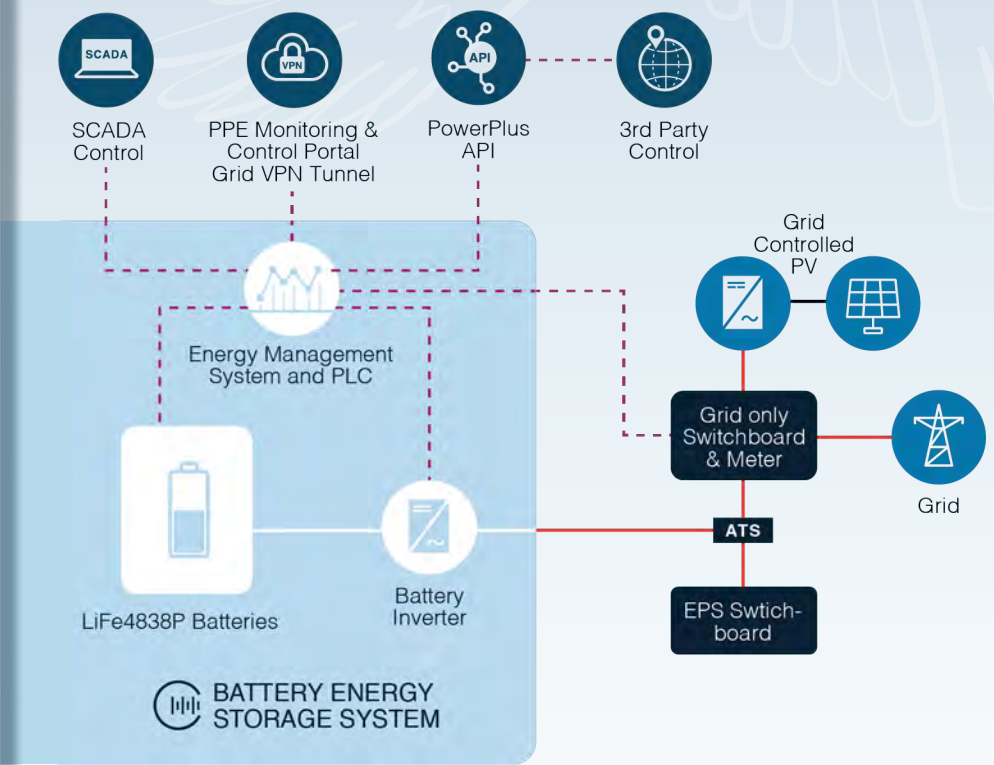 SCADA
VPN
API
SCADA
Control
PPE Monitoring &
Control Portal
Grid VPN Tunnel
PowerPlus
API
3rd Party
Control
Grid
Controlled
PV
Energy Management
System and PLC
Grid only
Switchboard
& Meter
Grid
ATS
LiFe4838P Batteries
Battery
Inverter
EPS Swtich-
board
BATTERY ENERGY
STORAGE SYSTEM